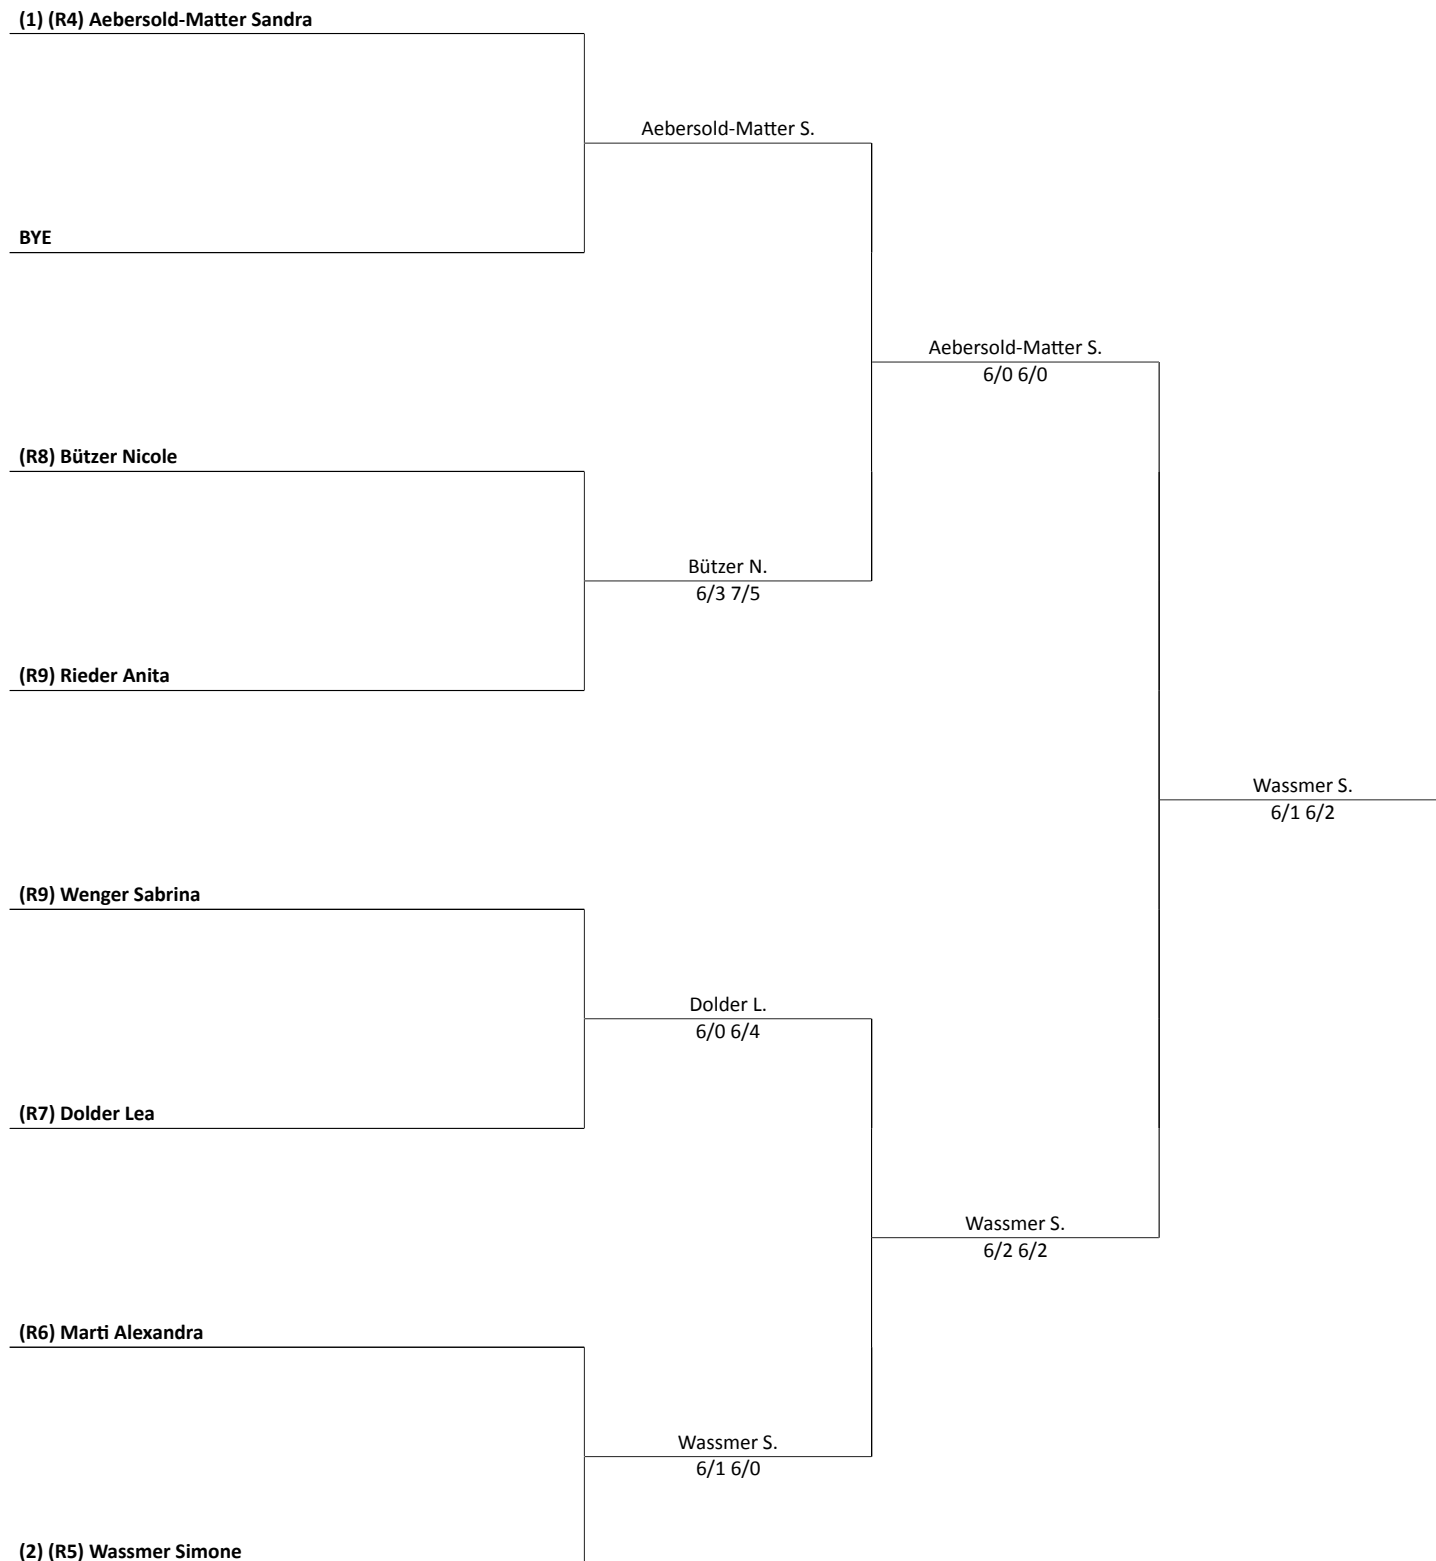 (1) (R4) Aebersold-Matter Sandra
Aebersold-Matter S.
BYE
Aebersold-Matter S.
6/0 6/0
(R8) Bützer Nicole
Bützer N.
6/3 7/5
(R9) Rieder Anita
Wassmer S.
6/1 6/2
(R9) Wenger Sabrina
Dolder L.
6/0 6/4
(R7) Dolder Lea
Wassmer S.
6/2 6/2
(R6) Marti Alexandra
Wassmer S.
6/1 6/0
(2) (R5) Wassmer Simone